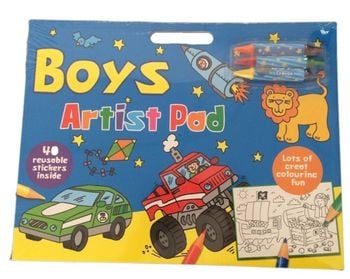 BOYS
Artist Pad
40
reusable
stickers
inside
Lots of
great
colouring
fun